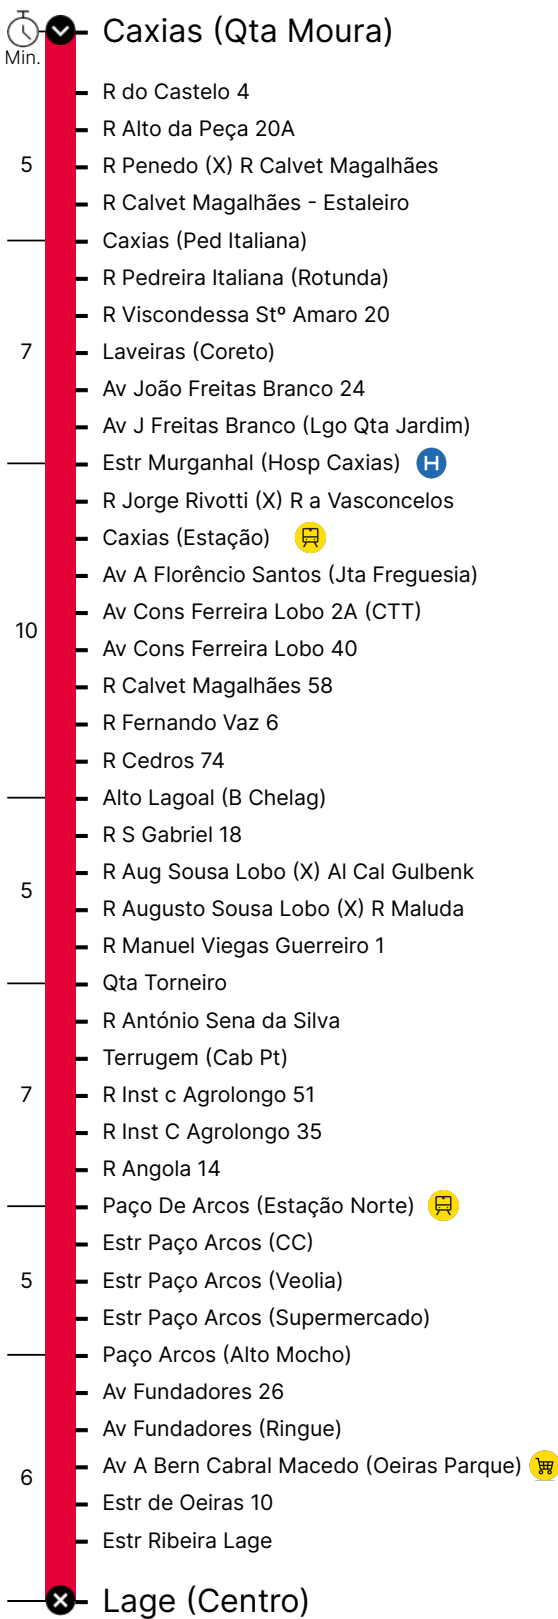 Caxias (Qta Moura)
Min.
R do Castelo 4
R Alto da Peça 20A
5
R Penedo (X) R Calvet Magalhães
R Calvet Magalhães - Estaleiro
Caxias (Ped Italiana)
R Pedreira Italiana (Rotunda)
R Viscondessa Stº Amaro 20
7
Laveiras (Coreto)
Av João Freitas Branco 24
Av J Freitas Branco (Lgo Qta Jardim)
Estr Murganhal (Hosp Caxias) H
R Jorge Rivotti (X) R a Vasconcelos
Caxias (Estação)
Av A Florêncio Santos (Jta Freguesia)
Av Cons Ferreira Lobo 2A (CTT)
10
Av Cons Ferreira Lobo 40
R Calvet Magalhães 58
R Fernando Vaz 6
R Cedros 74
Alto Lagoal (B Chelag)
R S Gabriel 18
R Aug Sousa Lobo (X) Al Cal Gulbenk
5
R Augusto Sousa Lobo (X) R Maluda
R Manuel Viegas Guerreiro 1
Qta Torneiro
R António Sena da Silva
Terrugem (Cab Pt)
7
R Inst c Agrolongo 51
R Inst C Agrolongo 35
R Angola 14
Paço De Arcos (Estação Norte)
Estr Paço Arcos (CC)
5
Estr Paço Arcos (Veolia)
Estr Paço Arcos (Supermercado)
Paço Arcos (Alto Mocho)
Av Fundadores 26
Av Fundadores (Ringue)
Av A Bern Cabral Macedo (Oeiras Parque)
6
Estr de Oeiras 10
Estr Ribeira Lage
Lage (Centro)